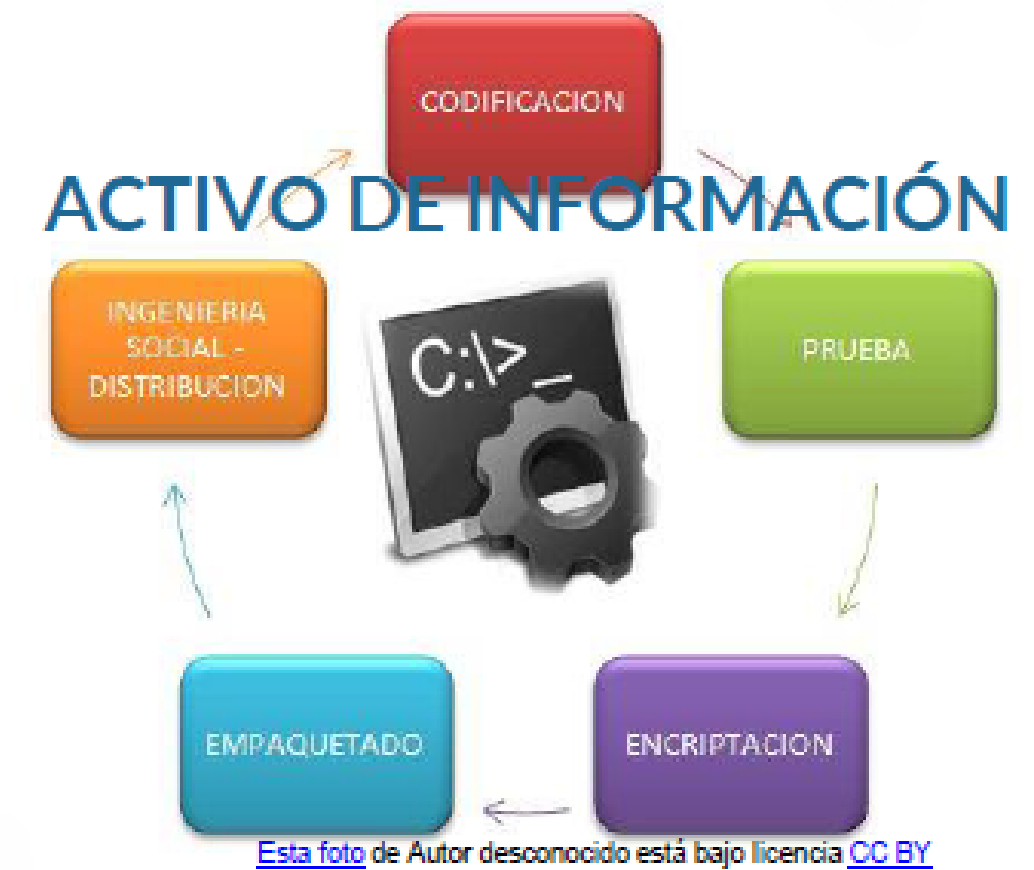 CODIFICACION
ACTIVO DE INFORMACIÓN
INGENIERIA
SOCIAL -
DISTRIBUCION
PRUEBA
C:\>_
EMPAQUETADO
ENCRIPTACION
Esta foto de Autor desconocido está bajo licencia CC BY